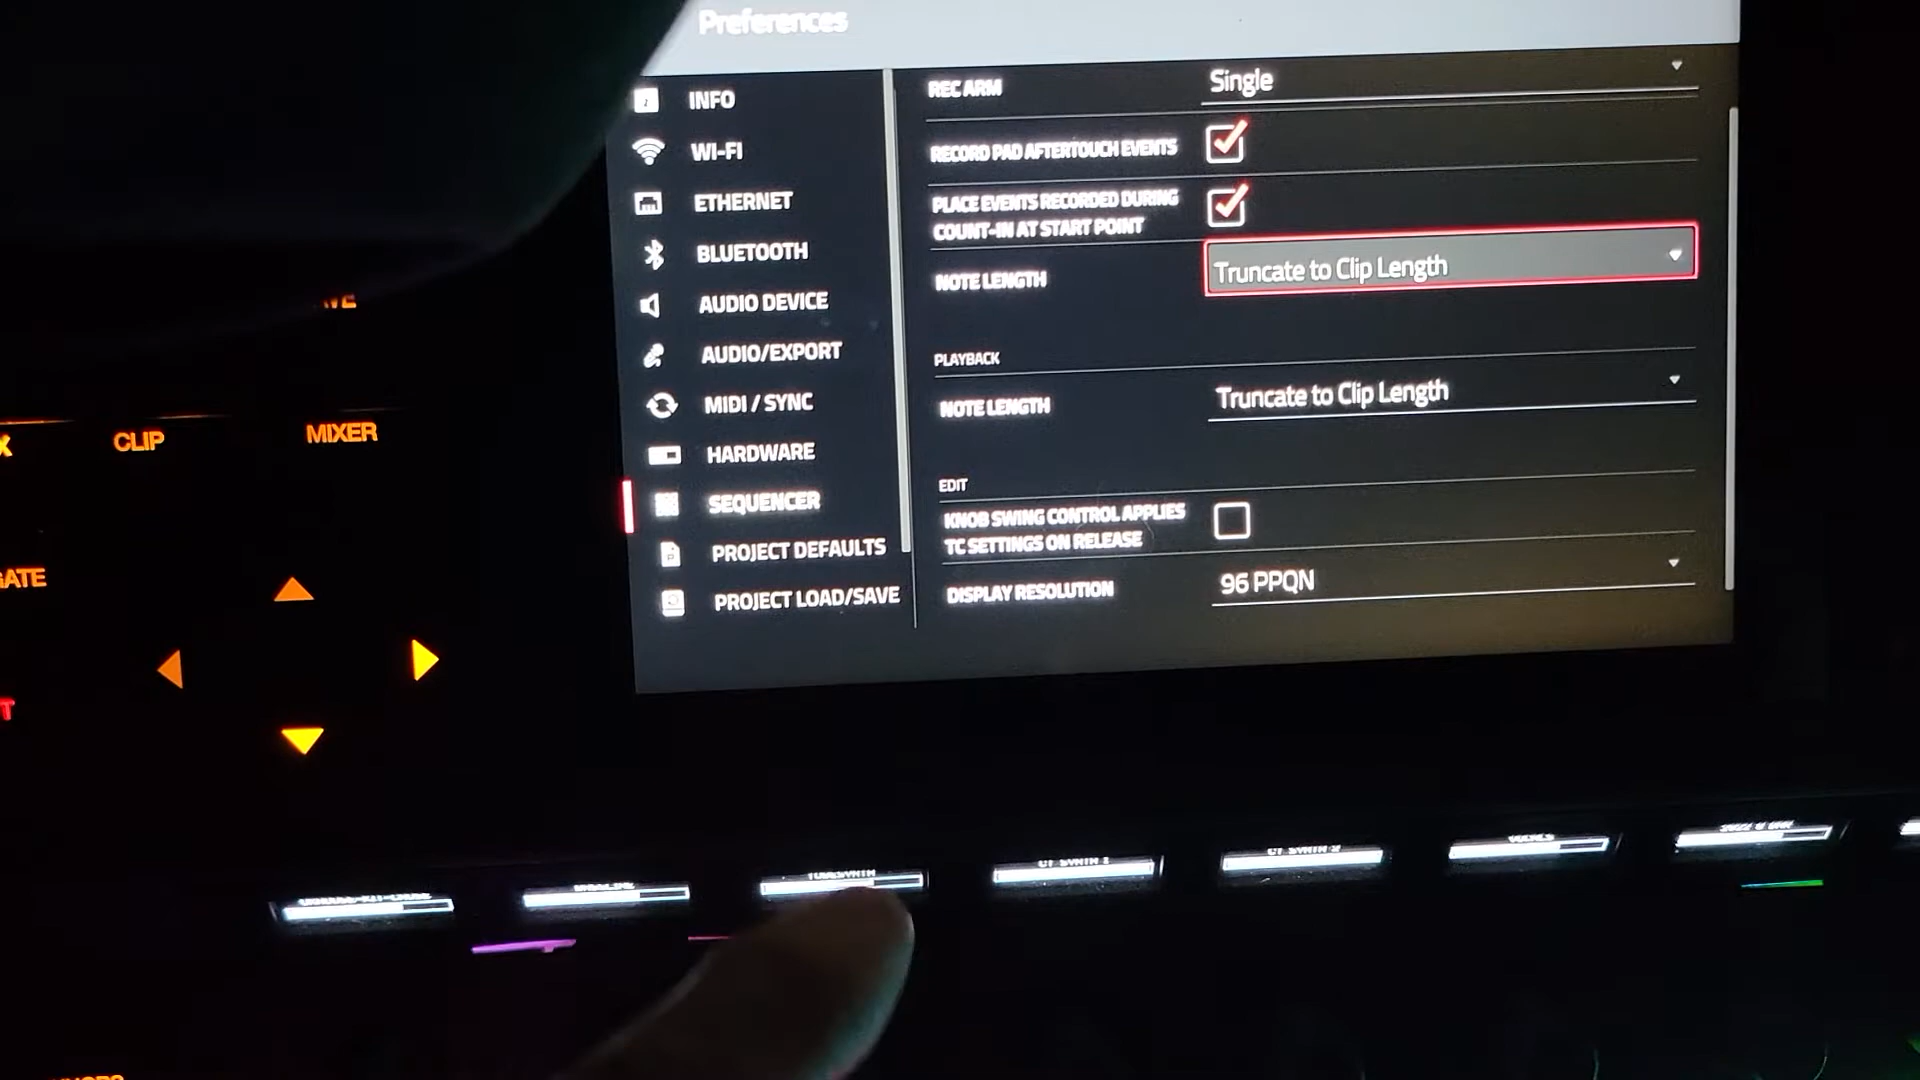 Preferences
INFO
WI-FI
ETHERNET
BLUETOOTH
AUDIO DEVICE
AUDIO/EXPORT
MIDI / SYNC
HARDWARE
SEQUENCER
PROJECT DEFAULTS
PROJECT LOAD/SAVE
REC ARM
Single
RECORD PAD AFTERTOUCH EVENTS
PLACE EVENTS RECORDED DURING
COUNT-IN AT START POINT
NOTE LENGTH
Truncate to Clip Length
PLAYBACK
NOTE LENGTH
Truncate to Clip Length
EDIT
KNOB SWING CONTROL APPLIES
TC SETTINGS ON RELEASE
DISPLAY RESOLUTION
96 PPQN
CLIP
MIXER